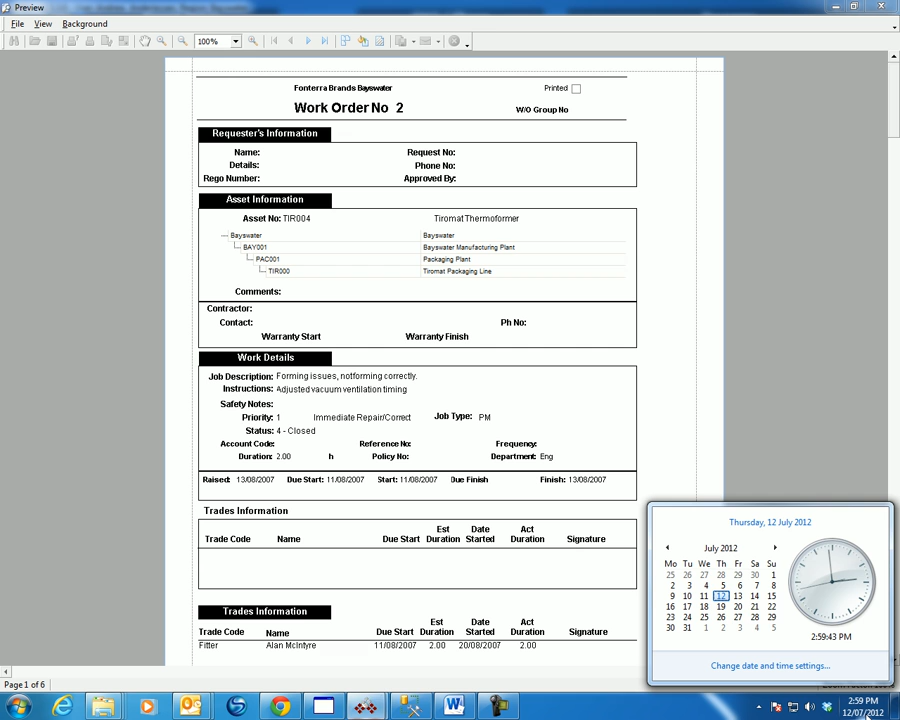 Preview
File View Background
100%
Fonterra Brands Bayswater
Printed
Work Order No 2
W/O Group No
Requester's Information
Name: Request No:
Details: Phone No:
Rego Number: Approved By:
Asset Information
Asset No: TIR004 Tiromat Thermoformer
Bayswater Bayswater
BAY001 Bayswater Manufacturing Plant
PAC001 Packaging Plant
TIR000 Tiromat Packaging Line
Comments:
Contractor:
Contact: Ph No:
Warranty Start Warranty Finish
Work Details
Job Description: Forming issues, notforming correctly.
Instructions: Adjusted vacuum ventilation timing
Safety Notes:
Priority: 1 Immediate Repair/Correct Job Type: PM
Status: 4 - Closed
Account Code: Reference No: Frequency:
Duration: 2.00 h Policy No: Department: Eng
Raised: 13/08/2007 Due Start: 11/08/2007 Start: 11/08/2007 Due Finish Finish: 13/08/2007
Trades Information
Trade Code Name Due Start Est Duration Date Started Act Duration Signature
Trades Information
Trade Code Name Due Start Est Duration Date Started Act Duration Signature
Fitter Alan McIntyre 11/08/2007 2.00 20/08/2007 2.00
Thursday, 12 July 2012
July 2012
Mo Tu We Th Fr Sa Su
25 26 27 28 29 30 1
2 3 4 5 6 7 8
9 10 11 12 13 14 15
16 17 18 19 20 21 22
23 24 25 26 27 28 29
30 31 1 2 3 4 5
2:59:43 PM
Change date and time settings...
Page 1 of 6
2:59 PM
12/07/2012